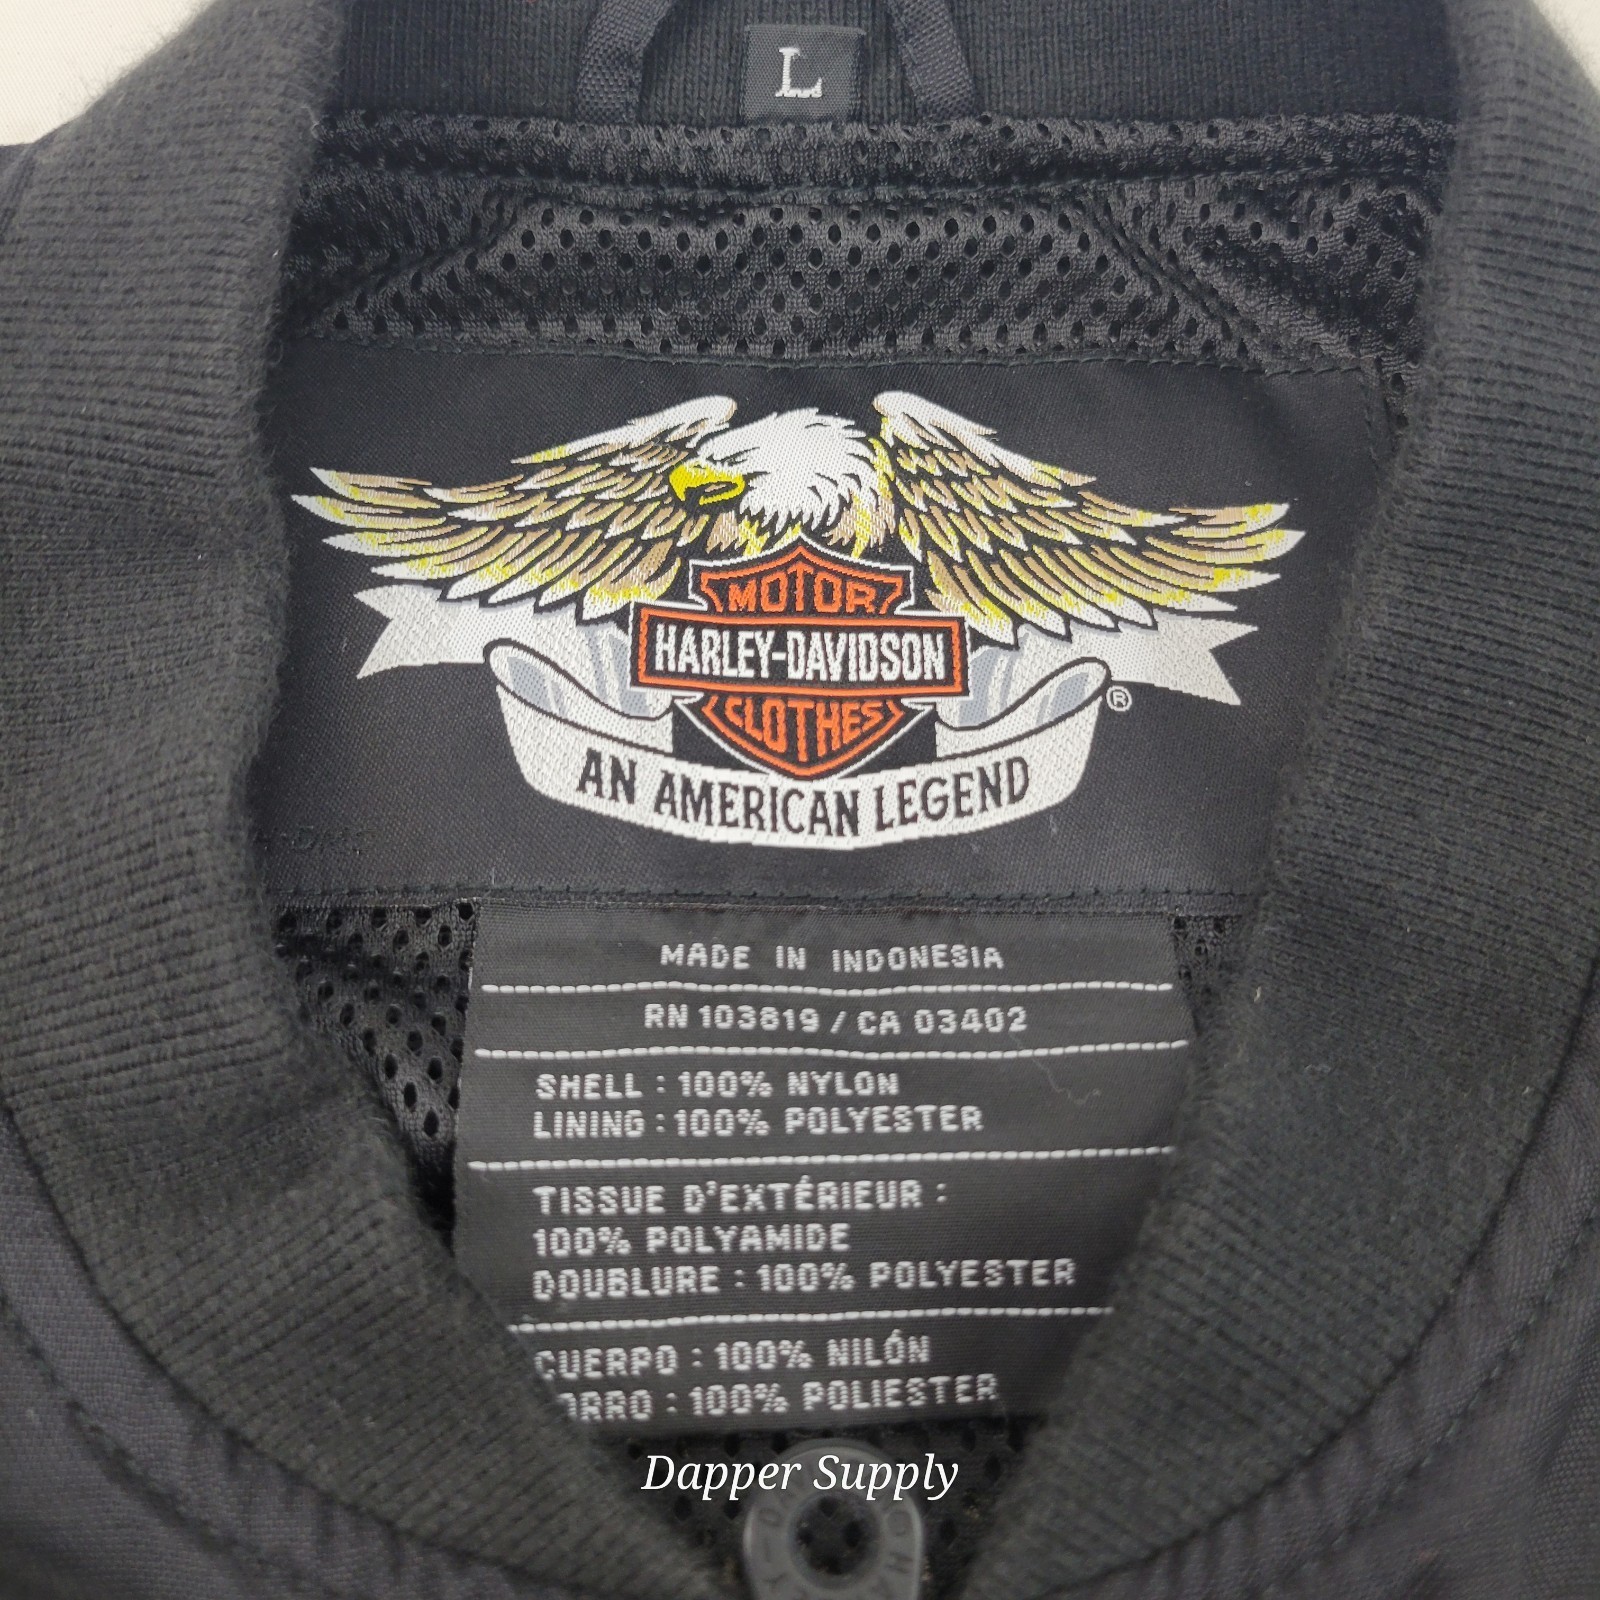 L
MOTOR
HARLEY-DAVIDSON
CLOTHES
®
AN AMERICAN LEGEND
MADE IN INDONESIA
RN 103819 / CA 03402
SHELL : 100% NYLON
LINING : 100% POLYESTER
TISSUE D'EXTÉRIEUR :
100% POLYAMIDE
DOUBLURE : 100% POLYESTER
CUERPO : 100% NILÓN
: 100% POLIESTER
Dapper Supply